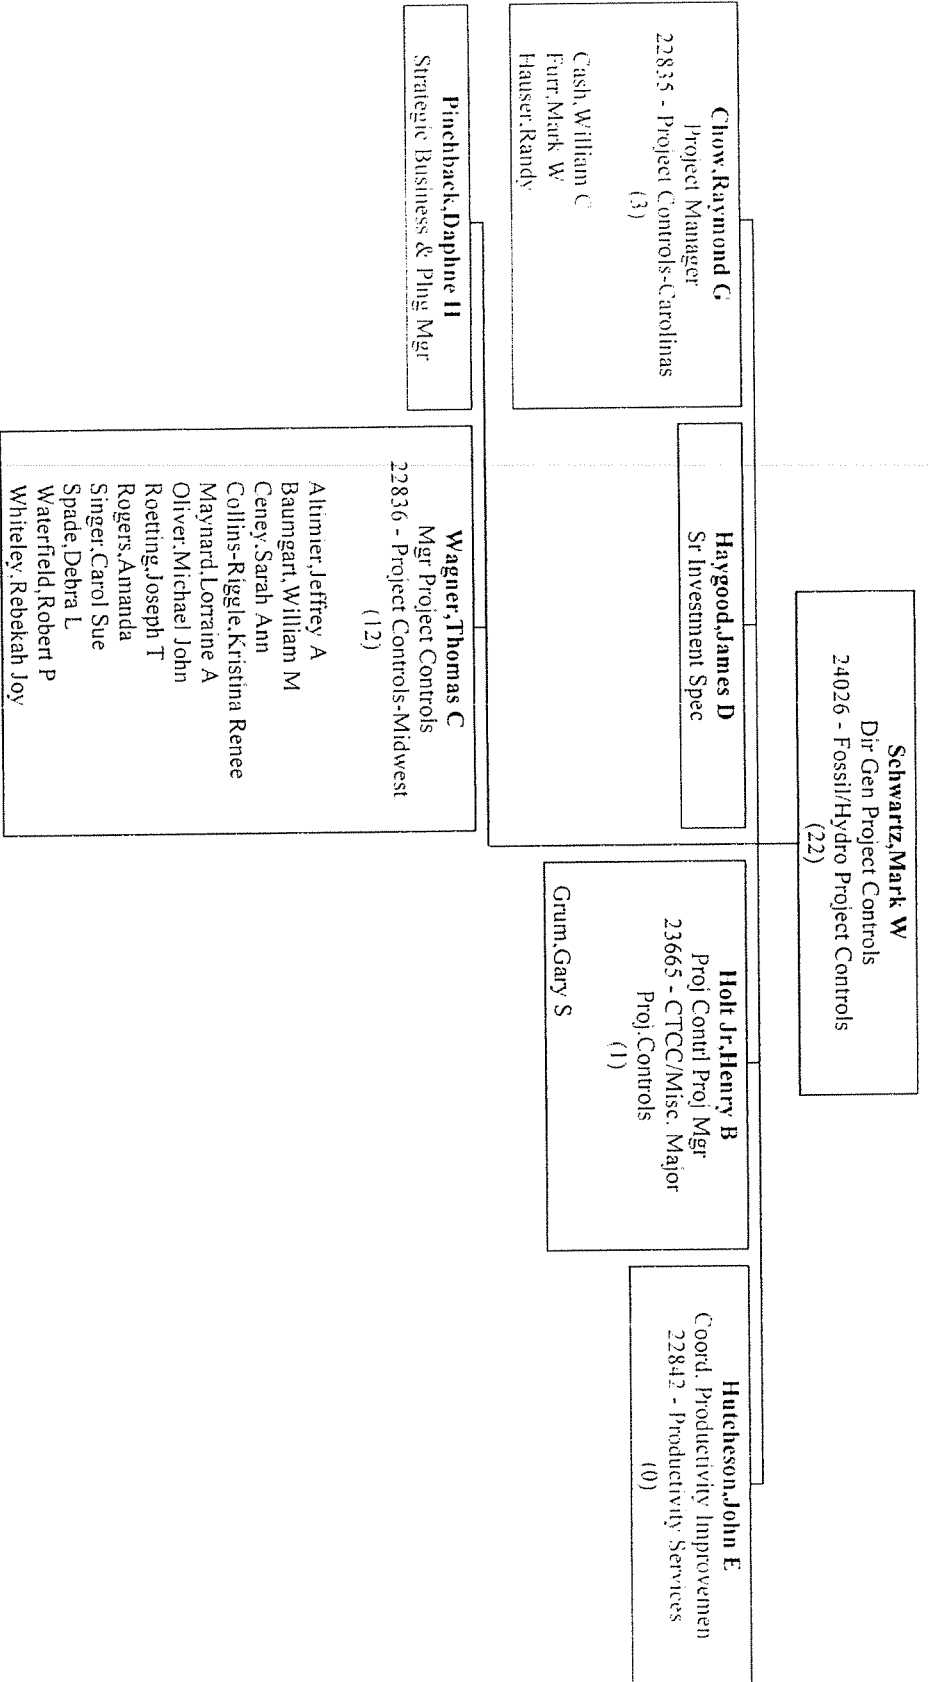 Schwartz,Mark W
Dir Gen Project Controls
24026 - Fossil/Hydro Project Controls
(22)
Chow,Raymond G
Project Manager
22835 - Project Controls-Carolinas
(3)
Cash,William C
Furr,Mark W
Hauser,Randy
Haygood,James D
Sr Investment Spec
Holt Jr,Henry B
Proj Contrl Proj Mgr
23665 - CTCC/Misc. Major
Proj.Controls
(1)
Grum,Gary S
Hutcheson,John E
Coord. Productivity Improvemen
22842 - Productivity Services
(0)
Pinchback,Daphne H
Strategic Business & Plng Mgr
Wagner,Thomas C
Mgr Project Controls
22836 - Project Controls-Midwest
(12)
Altimier,Jeffrey A
Baumgart,William M
Ceney,Sarah Ann
Collins-Riggle,Kristina Renee
Maynard,Lorraine A
Oliver,Michael John
Roetting,Joseph T
Rogers,Amanda
Singer,Carol Sue
Spade,Debra L
Waterfield,Robert P
Whiteley,Rebekah Joy